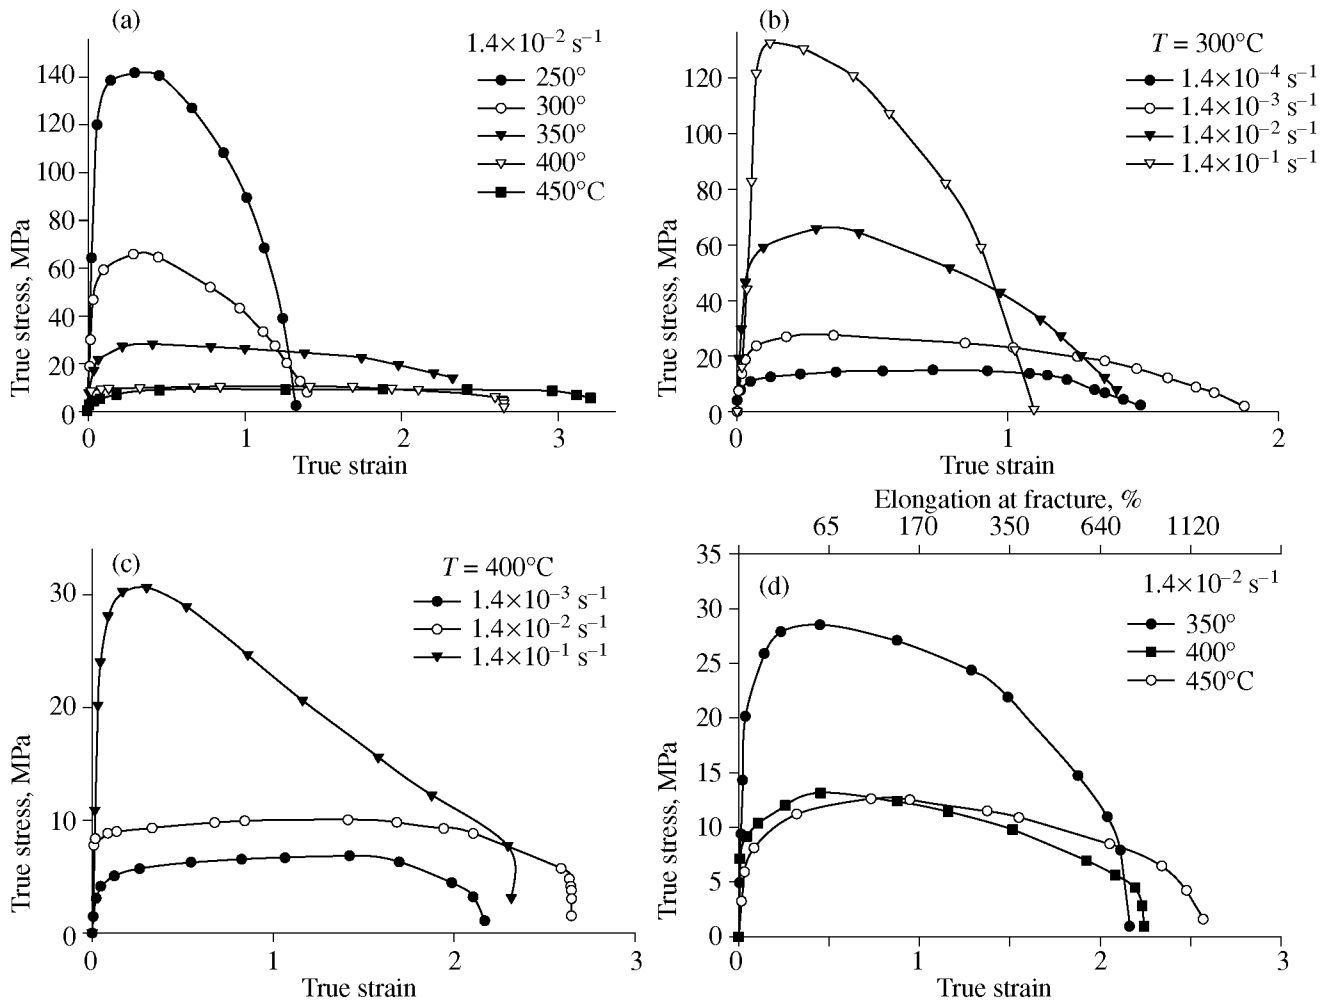 (a)
1.4×10⁻² s⁻¹
250°
300°
350°
400°
450°C
140
120
100
80
60
40
20
0
True stress, MPa
0 1 2 3
True strain
(b)
T = 300°C
1.4×10⁻⁴ s⁻¹
1.4×10⁻³ s⁻¹
1.4×10⁻² s⁻¹
1.4×10⁻¹ s⁻¹
120
100
80
60
40
20
0
True stress, MPa
0 1 2
True strain
(c)
T = 400°C
1.4×10⁻³ s⁻¹
1.4×10⁻² s⁻¹
1.4×10⁻¹ s⁻¹
30
20
10
0
True stress, MPa
0 1 2 3
True strain
Elongation at fracture, %
65 170 350 640 1120
(d)
1.4×10⁻² s⁻¹
350°
400°
450°C
35
30
25
20
15
10
5
0
True stress, MPa
0 1 2 3
True strain